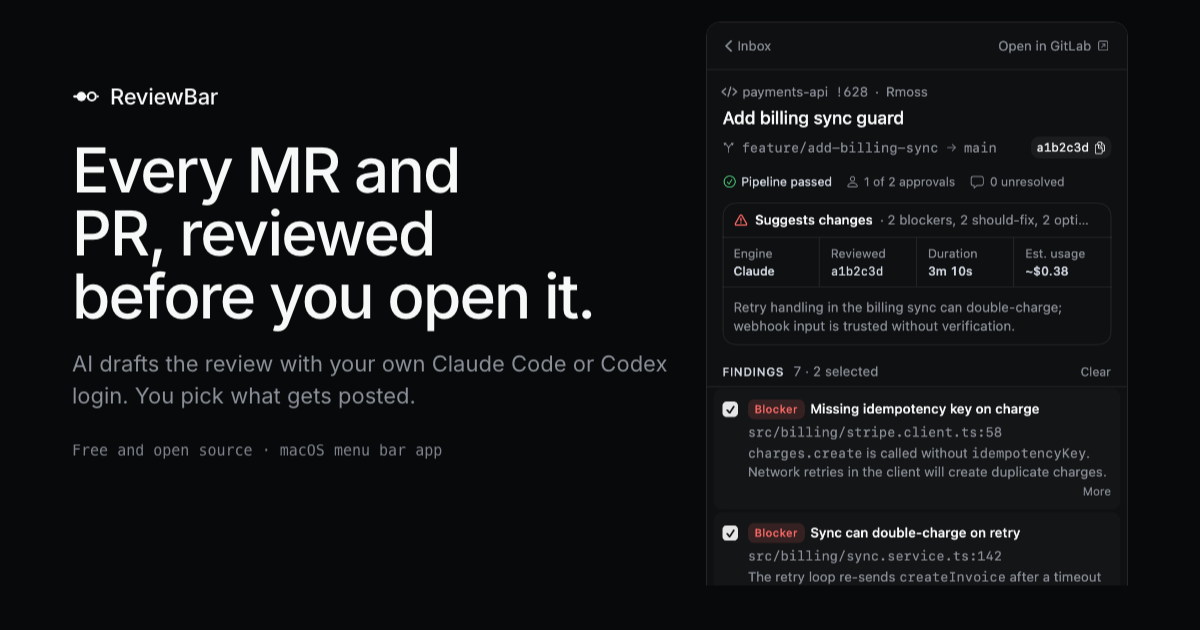 ReviewBar
Every MR and
PR, reviewed
before you open it.
AI drafts the review with your own Claude Code or Codex
login. You pick what gets posted.
Free and open source · macOS menu bar app
Inbox
Open in GitLab
</> payments-api !628 · Rmoss
Add billing sync guard
feature/add-billing-sync → main
a1b2c3d
Pipeline passed
1 of 2 approvals
0 unresolved
Suggests changes · 2 blockers, 2 should-fix, 2 opti...
Engine
Claude
Reviewed
a1b2c3d
Duration
3m 10s
Est. usage
~$0.38
Retry handling in the billing sync can double-charge;
webhook input is trusted without verification.
FINDINGS 7 · 2 selected
Clear
Blocker Missing idempotency key on charge
src/billing/stripe.client.ts:58
charges.create is called without idempotencyKey.
Network retries in the client will create duplicate charges.
More
Blocker Sync can double-charge on retry
src/billing/sync.service.ts:142
The retry loop re-sends createInvoice after a timeout